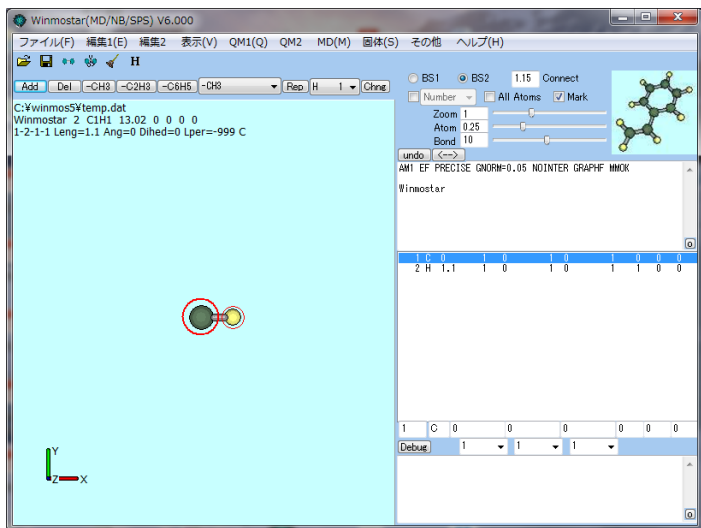 Winmostar(MD/NB/SPS) V6.000
ファイル(F) 編集1(E) 編集2 表示(V) QM1(Q) QM2 MD(M) 固体(S) その他 ヘルプ(H)
H
Add Del -CH3 -C2H3 -C6H5 -CH3 Rep H 1 Chng
BS1 BS2 1.15 Connect
Number All Atoms Mark
Zoom 1
Atom 0.25
Bond 10
undo <-->
C:¥winmos5¥temp.dat
Winmostar 2 C1H1 13.02 0 0 0 0
1-2-1-1 Leng=1.1 Ang=0 Dihed=0 Lper=-999 C
AM1 EF PRECISE GNORM=0.05 NOINTER GRAPHF MMOK
Winmostar
o
1 C 0 1 0 1 0 1 0 0 0
2 H 1.1 1 0 1 0 1 1 0 0
1 C 0 0 0 0 0 0
Debug 1 1 1
o
Y
Z X